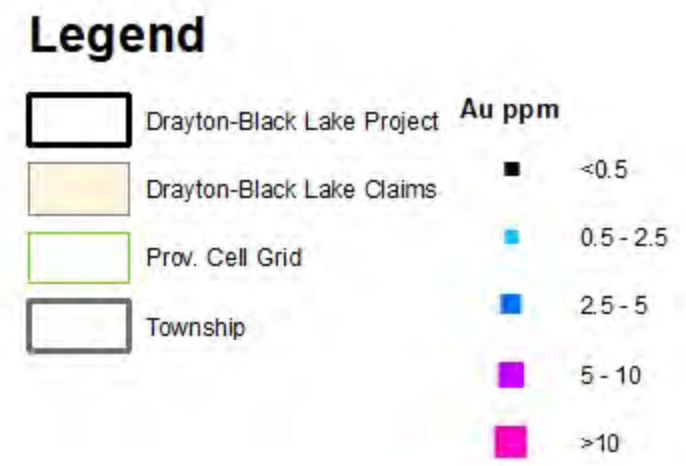 Legend
Drayton-Black Lake Project
Drayton-Black Lake Claims
Prov. Cell Grid
Township
Au ppm
<0.5
0.5 - 2.5
2.5 - 5
5 - 10
>10